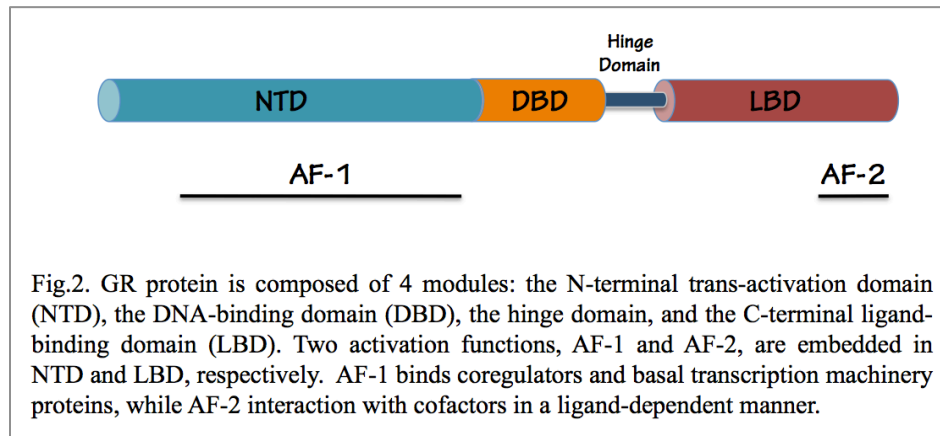 Hinge
Domain
NTD DBD LBD
AF-1 AF-2
Fig.2. GR protein is composed of 4 modules: the N-terminal trans-activation domain
(NTD), the DNA-binding domain (DBD), the hinge domain, and the C-terminal ligand-
binding domain (LBD). Two activation functions, AF-1 and AF-2, are embedded in
NTD and LBD, respectively. AF-1 binds coregulators and basal transcription machinery
proteins, while AF-2 interaction with cofactors in a ligand-dependent manner.